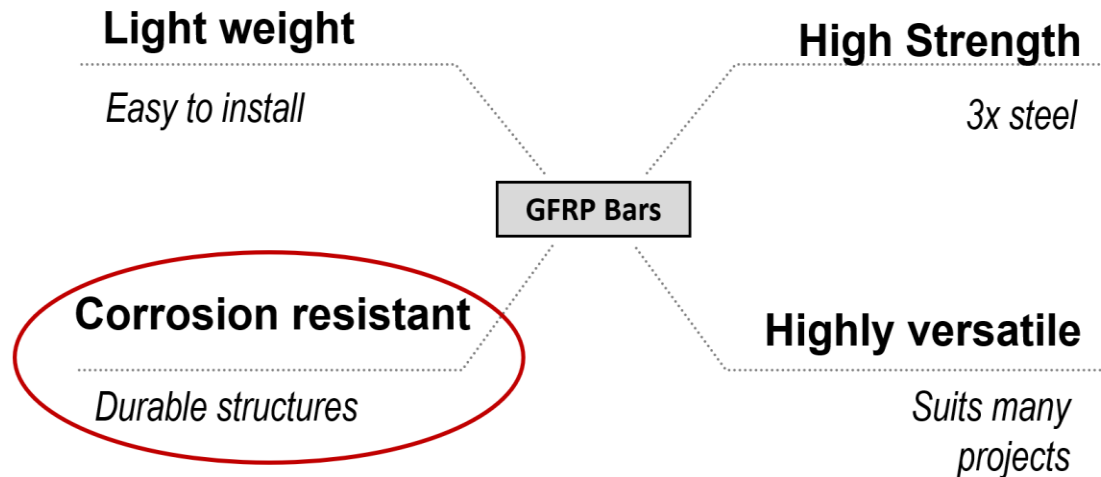 Light weight
Easy to install
High Strength
3x steel
GFRP Bars
Corrosion resistant
Durable structures
Highly versatile
Suits many
projects